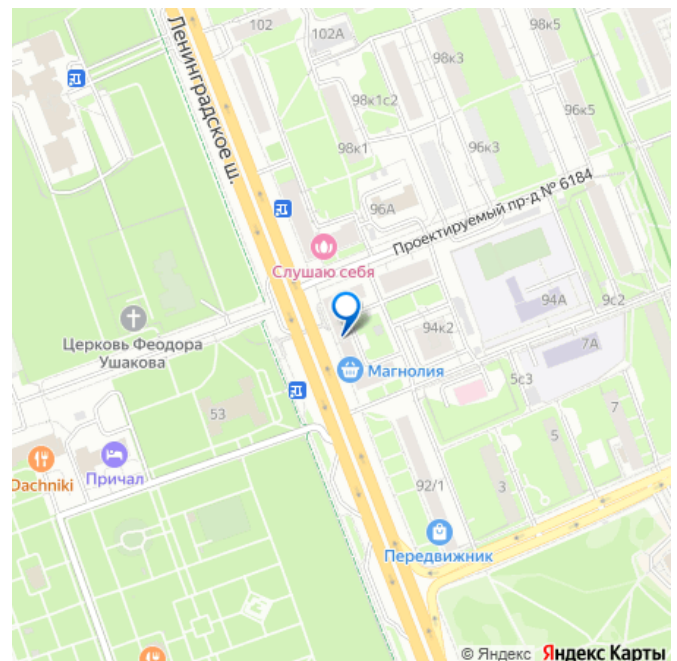 102
102А
98к5
98к3
Ленинградское ш.
98к1с2
96к5
98к1
96к3
96А
Проектируемый пр-д № 6184
Слушаю себя
94А
9с2
Церковь Феодора
Ушакова
94к2
7А
Магнолия
5с3
53
7
Dachniki
Причал
5
92/1
3
Передвижник
© Яндекс Яндекс Карты